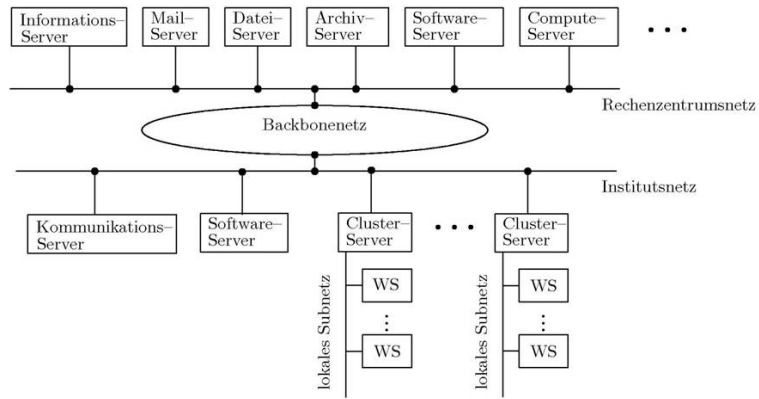 Informations–
Server
Mail–
Server
Datei–
Server
Archiv–
Server
Software–
Server
Compute–
Server
Rechenzentrumsnetz
Backbonenetz
Institutsnetz
Kommunikations–
Server
Software–
Server
Cluster–
Server
Cluster–
Server
lokales Subnetz
WS
WS
lokales Subnetz
WS
WS